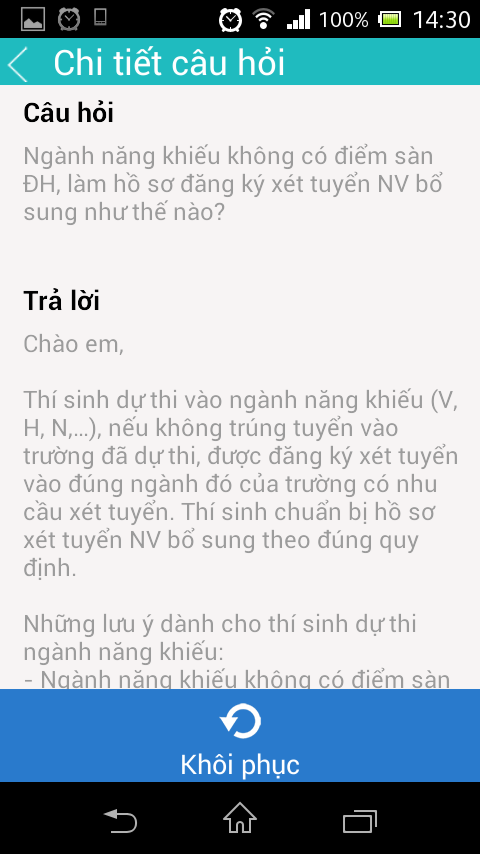 100% 14:30
Chi tiết câu hỏi
Câu hỏi
Ngành năng khiếu không có điểm sàn
ĐH, làm hồ sơ đăng ký xét tuyển NV bổ
sung như thế nào?
Trả lời
Chào em,
Thí sinh dự thi vào ngành năng khiếu (V,
H, N,...), nếu không trúng tuyển vào
trường đã dự thi, được đăng ký xét tuyển
vào đúng ngành đó của trường có nhu
cầu xét tuyển. Thí sinh chuẩn bị hồ sơ
xét tuyển NV bổ sung theo đúng quy
định.
Những lưu ý dành cho thí sinh dự thi
ngành năng khiếu:
- Ngành năng khiếu không có điểm sàn
Khôi phục